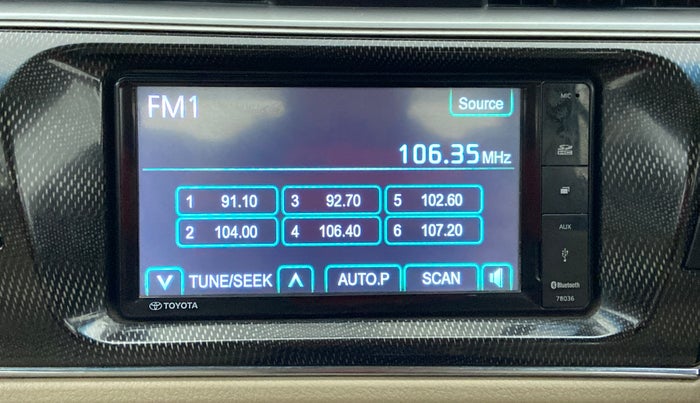 FM1
Source
106.35 MHz
1 91.10
3 92.70
5 102.60
2 104.00
4 106.40
6 107.20
TUNE/SEEK
AUTO.P
SCAN
TOYOTA
MIC
AUX
Bluetooth
78036